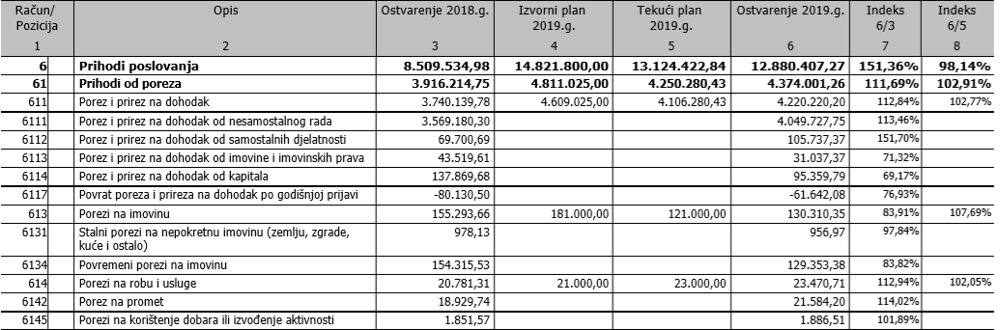 Račun/ Pozicija Opis Ostvarenje 2018.g. Izvorni plan 2019.g. Tekući plan 2019.g. Ostvarenje 2019.g. Indeks 6/3 Indeks 6/5
1 2 3 4 5 6 7 8
6 Prihodi poslovanja 8.509.534,98 14.821.800,00 13.124.422,84 12.880.407,27 151,36% 98,14%
61 Prihodi od poreza 3.916.214,75 4.811.025,00 4.250.280,43 4.374.001,26 111,69% 102,91%
611 Porez i prirez na dohodak 3.740.139,78 4.609.025,00 4.106.280,43 4.220.220,20 112,84% 102,77%
6111 Porez i prirez na dohodak od nesamostalnog rada 3.569.180,30 4.049.727,75 113,46%
6112 Porez i prirez na dohodak od samostalnih djelatnosti 69.700,69 105.737,37 151,70%
6113 Porez i prirez na dohodak od imovine i imovinskih prava 43.519,61 31.037,37 71,32%
6114 Porez i prirez na dohodak od kapitala 137.869,68 95.359,79 69,17%
6117 Povrat poreza i prireza na dohodak po godišnjoj prijavi -80.130,50 -61.642,08 76,93%
613 Porezi na imovinu 155.293,66 181.000,00 121.000,00 130.310,35 83,91% 107,69%
6131 Stalni porezi na nepokretnu imovinu (zemlju, zgrade, 978,13 956,97 97,84%
kuće i ostalo)
6134 Povremeni porezi na imovinu 154.315,53 129.353,38 83,82%
614 Porezi na robu i usluge 20.781,31 21.000,00 23.000,00 23.470,71 112,94% 102,05%
6142 Porez na promet 18.929,74 21.584,20 114,02%
6145 Porezi na korištenje dobara ili izvođenje aktivnosti 1.851,57 1.886,51 101,89%